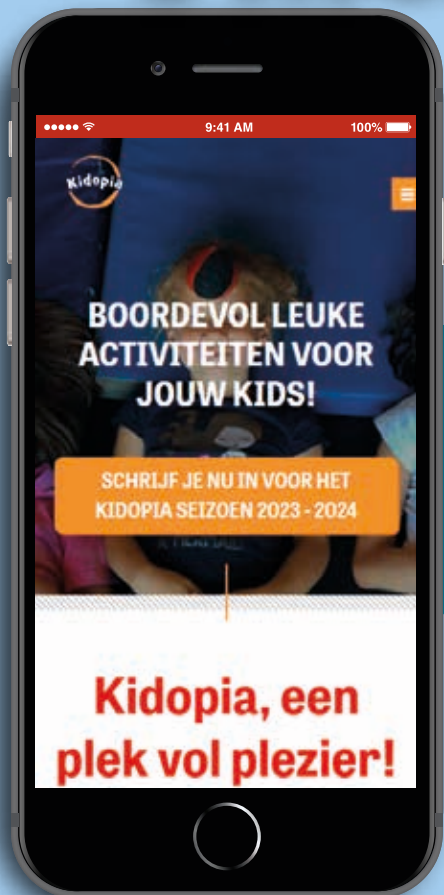 9:41 AM
100%
Kidopia
BOORDEVOL LEUKE
ACTIVITEITEN VOOR
JOUW KIDS!
SCHRIJF JE NU IN VOOR HET
KIDOPIA SEIZOEN 2023 - 2024
Kidopia, een
plek vol plezier!